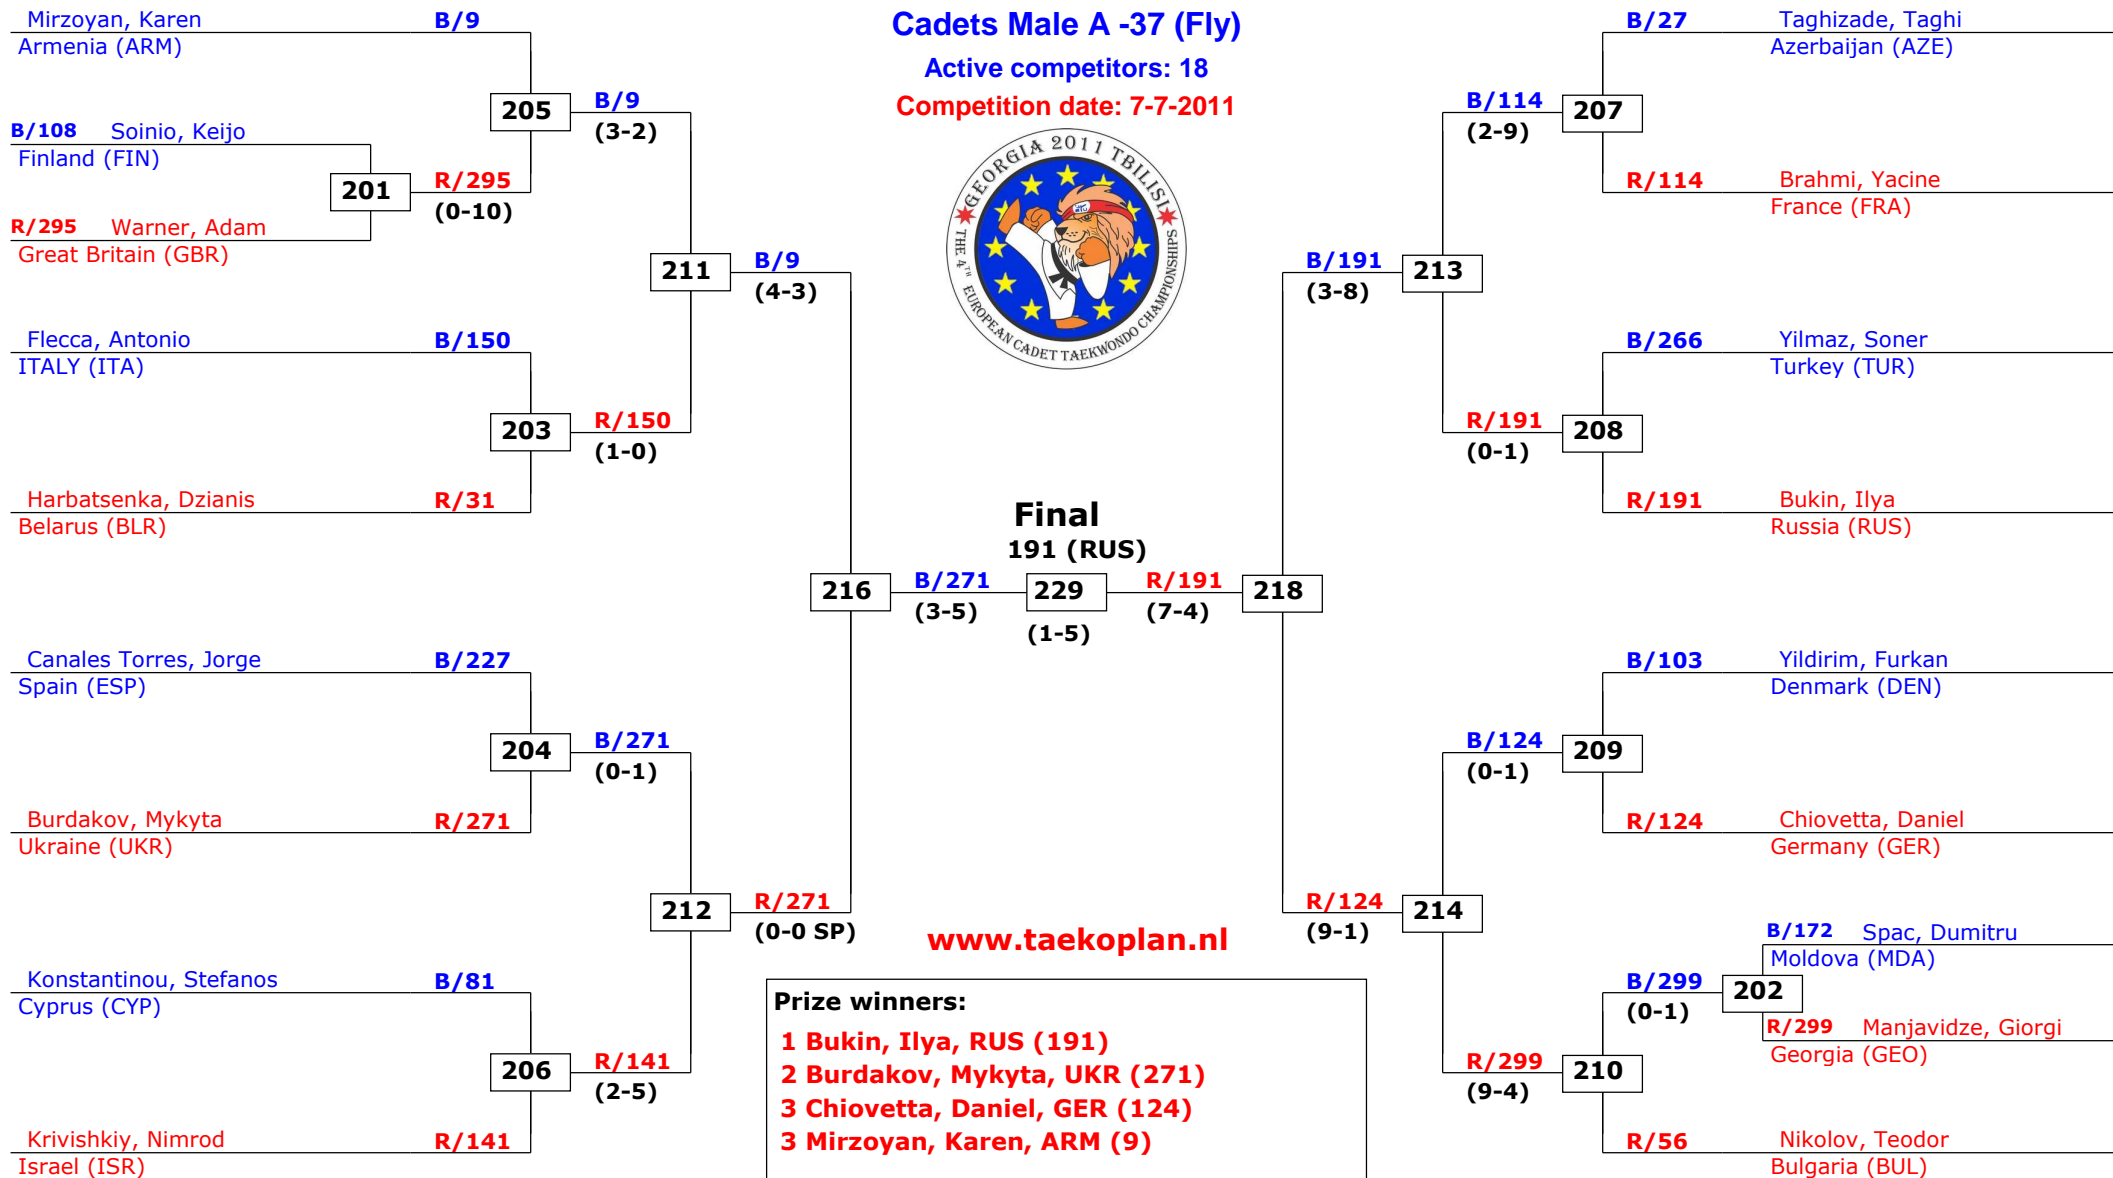 Cadets Male A -37 (Fly)
Active competitors: 18
Competition date: 7-7-2011
GEORGIA 2011 TBILISI
THE 4TH EUROPEAN CADET TAEKWONDO CHAMPIONSHIPS
Mirzoyan, Karen B/9
Armenia (ARM)
205
B/9
(3-2)
B/108 Soinio, Keijo
Finland (FIN)
201
R/295
(0-10)
R/295 Warner, Adam
Great Britain (GBR)
211
B/9
(4-3)
Flecca, Antonio B/150
ITALY (ITA)
203
R/150
(1-0)
Harbatsenka, Dzianis R/31
Belarus (BLR)
216
B/271
(3-5)
Canales Torres, Jorge B/227
Spain (ESP)
204
B/271
(0-1)
Burdakov, Mykyta R/271
Ukraine (UKR)
212
R/271
(0-0 SP)
Konstantinou, Stefanos B/81
Cyprus (CYP)
206
R/141
(2-5)
Krivishkiy, Nimrod R/141
Israel (ISR)
Final
191 (RUS)
229
(1-5)
B/27 Taghizade, Taghi
Azerbaijan (AZE)
B/114
(2-9)
207
R/114 Brahmi, Yacine
France (FRA)
B/191
(3-8)
213
B/266 Yilmaz, Soner
Turkey (TUR)
R/191
(0-1)
208
R/191 Bukin, Ilya
Russia (RUS)
R/191
(7-4)
218
B/103 Yildirim, Furkan
Denmark (DEN)
B/124
(0-1)
209
R/124 Chiovetta, Daniel
Germany (GER)
R/124
(9-1)
214
B/172 Spac, Dumitru
Moldova (MDA)
B/299
(0-1)
202
R/299 Manjavidze, Giorgi
Georgia (GEO)
R/299
(9-4)
210
R/56 Nikolov, Teodor
Bulgaria (BUL)
www.taekoplan.nl
Prize winners:
1 Bukin, Ilya, RUS (191)
2 Burdakov, Mykyta, UKR (271)
3 Chiovetta, Daniel, GER (124)
3 Mirzoyan, Karen, ARM (9)